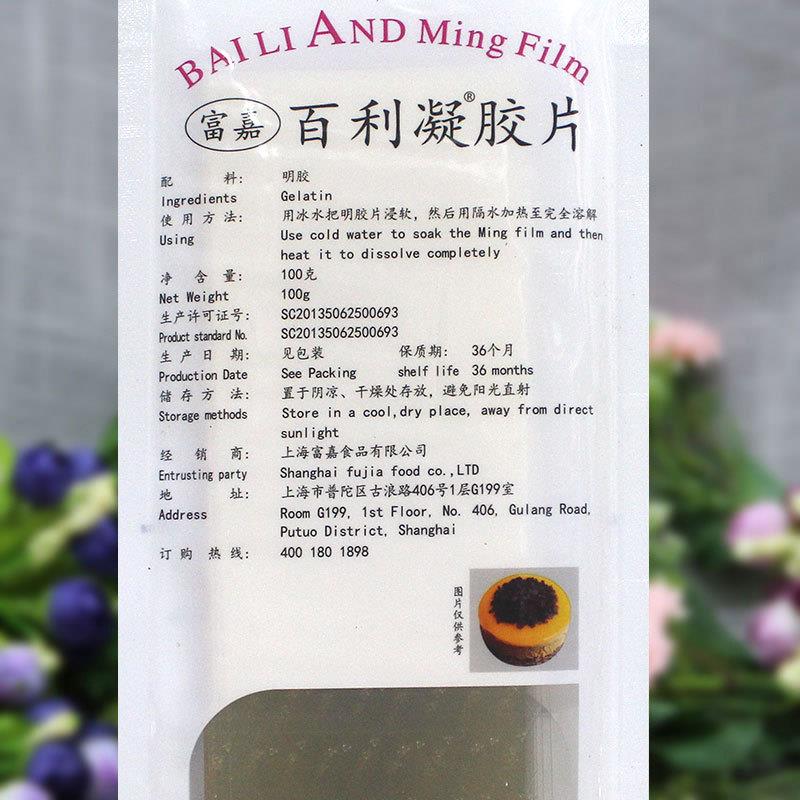 BAILI AND Ming Film
富嘉 百利凝胶片®
配 料: 明胶
Ingredients Gelatin
使用方法: 用冰水把明胶片浸软，然后用隔水加热至完全溶解
Using Use cold water to soak the Ming film and then
heat it to dissolve completely
净 含 量: 100克
Net Weight 100g
生产许可证号: SC20135062500693
Product standard No. SC20135062500693
生 产 日 期: 见包装 保质期: 36个月
Production Date See Packing shelf life 36 months
储 存 方 法: 置于阴凉、干燥处存放，避免阳光直射
Storage methods Store in a cool,dry place, away from direct
sunlight
经 销 商: 上海富嘉食品有限公司
Entrusting party Shanghai fujia food co.,LTD
地 址: 上海市普陀区古浪路406号1层G199室
Address Room G199, 1st Floor, No. 406, Gulang Road,
Putuo District, Shanghai
订 购 热 线: 400 180 1898
图片仅供参考